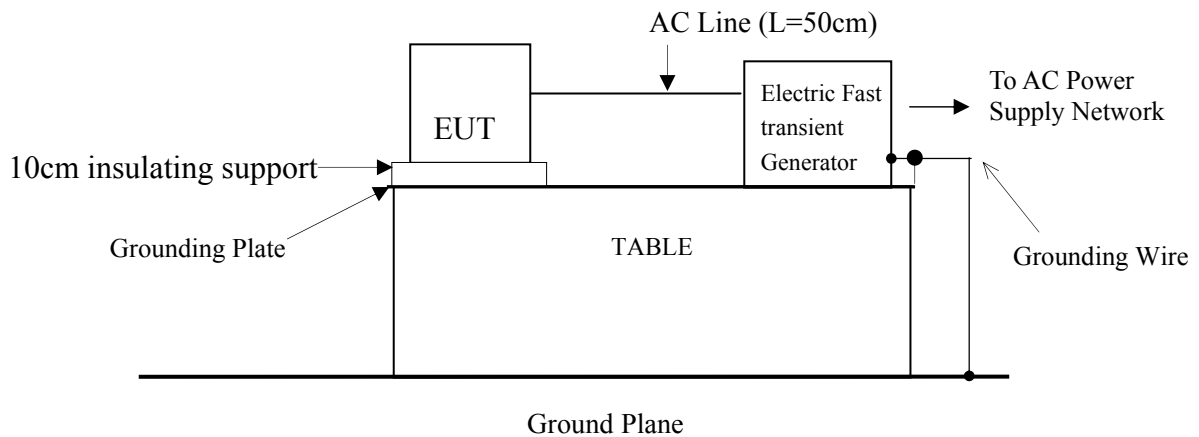 AC Line (L=50cm)
EUT
Electric Fast
transient
Generator
To AC Power
Supply Network
10cm insulating support
Grounding Plate
TABLE
Grounding Wire
Ground Plane